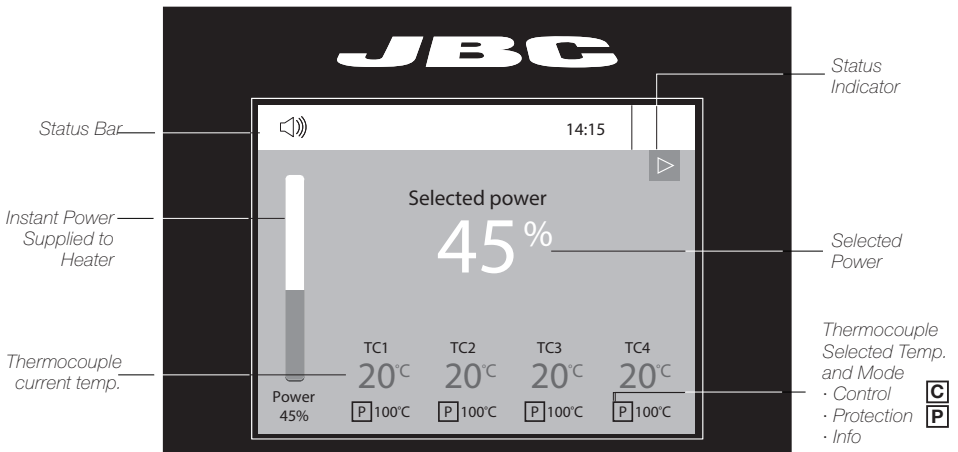 JBC
Status
Indicator
Status Bar
14:15
Instant Power
Supplied to
Heater
Selected power
45%
Selected
Power
Thermocouple
current temp.
TC1 TC2 TC3 TC4
20°C 20°C 20°C 20°C
Power
45%
P 100°C P 100°C P 100°C P 100°C
Thermocouple
Selected Temp.
and Mode
· Control C
· Protection P
· Info